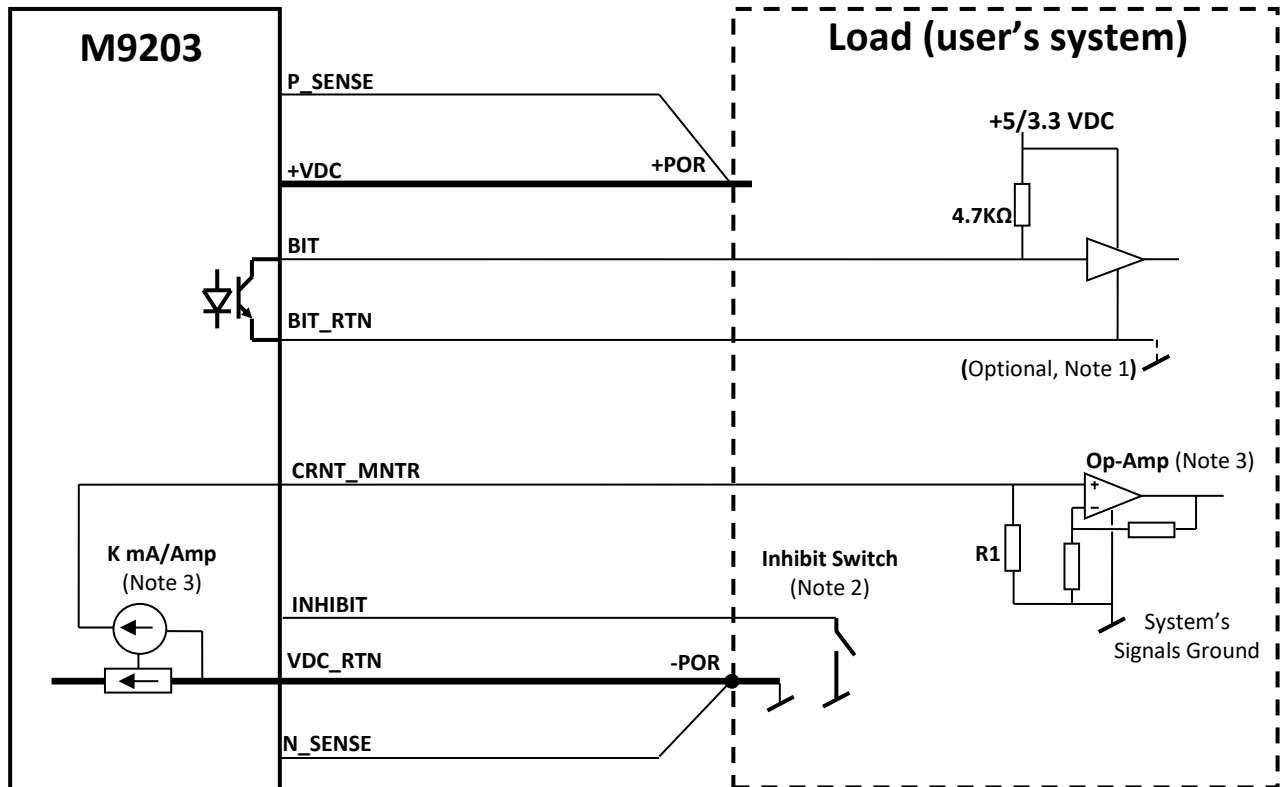 M9203
Load (user's system)
P_SENSE
+5/3.3 VDC
+VDC
+POR
4.7KΩ
BIT
BIT_RTN
(Optional, Note 1)
CRNT_MNTR
Op-Amp (Note 3)
+
−
K mA/Amp
(Note 3)
R1
Inhibit Switch
(Note 2)
INHIBIT
System's
Signals Ground
VDC_RTN
-POR
N_SENSE